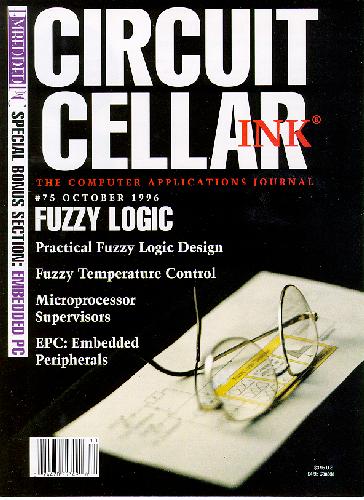 CIRCUIT
CELLAR
INK®
THE COMPUTER APPLICATIONS JOURNAL
#75 OCTOBER 1996
FUZZY LOGIC
Practical Fuzzy Logic Design
Fuzzy Temperature Control
Microprocessor
Supervisors
EPC: Embedded
Peripherals
EMBEDDED PC
SPECIAL BONUS SECTION: EMBEDDED PC